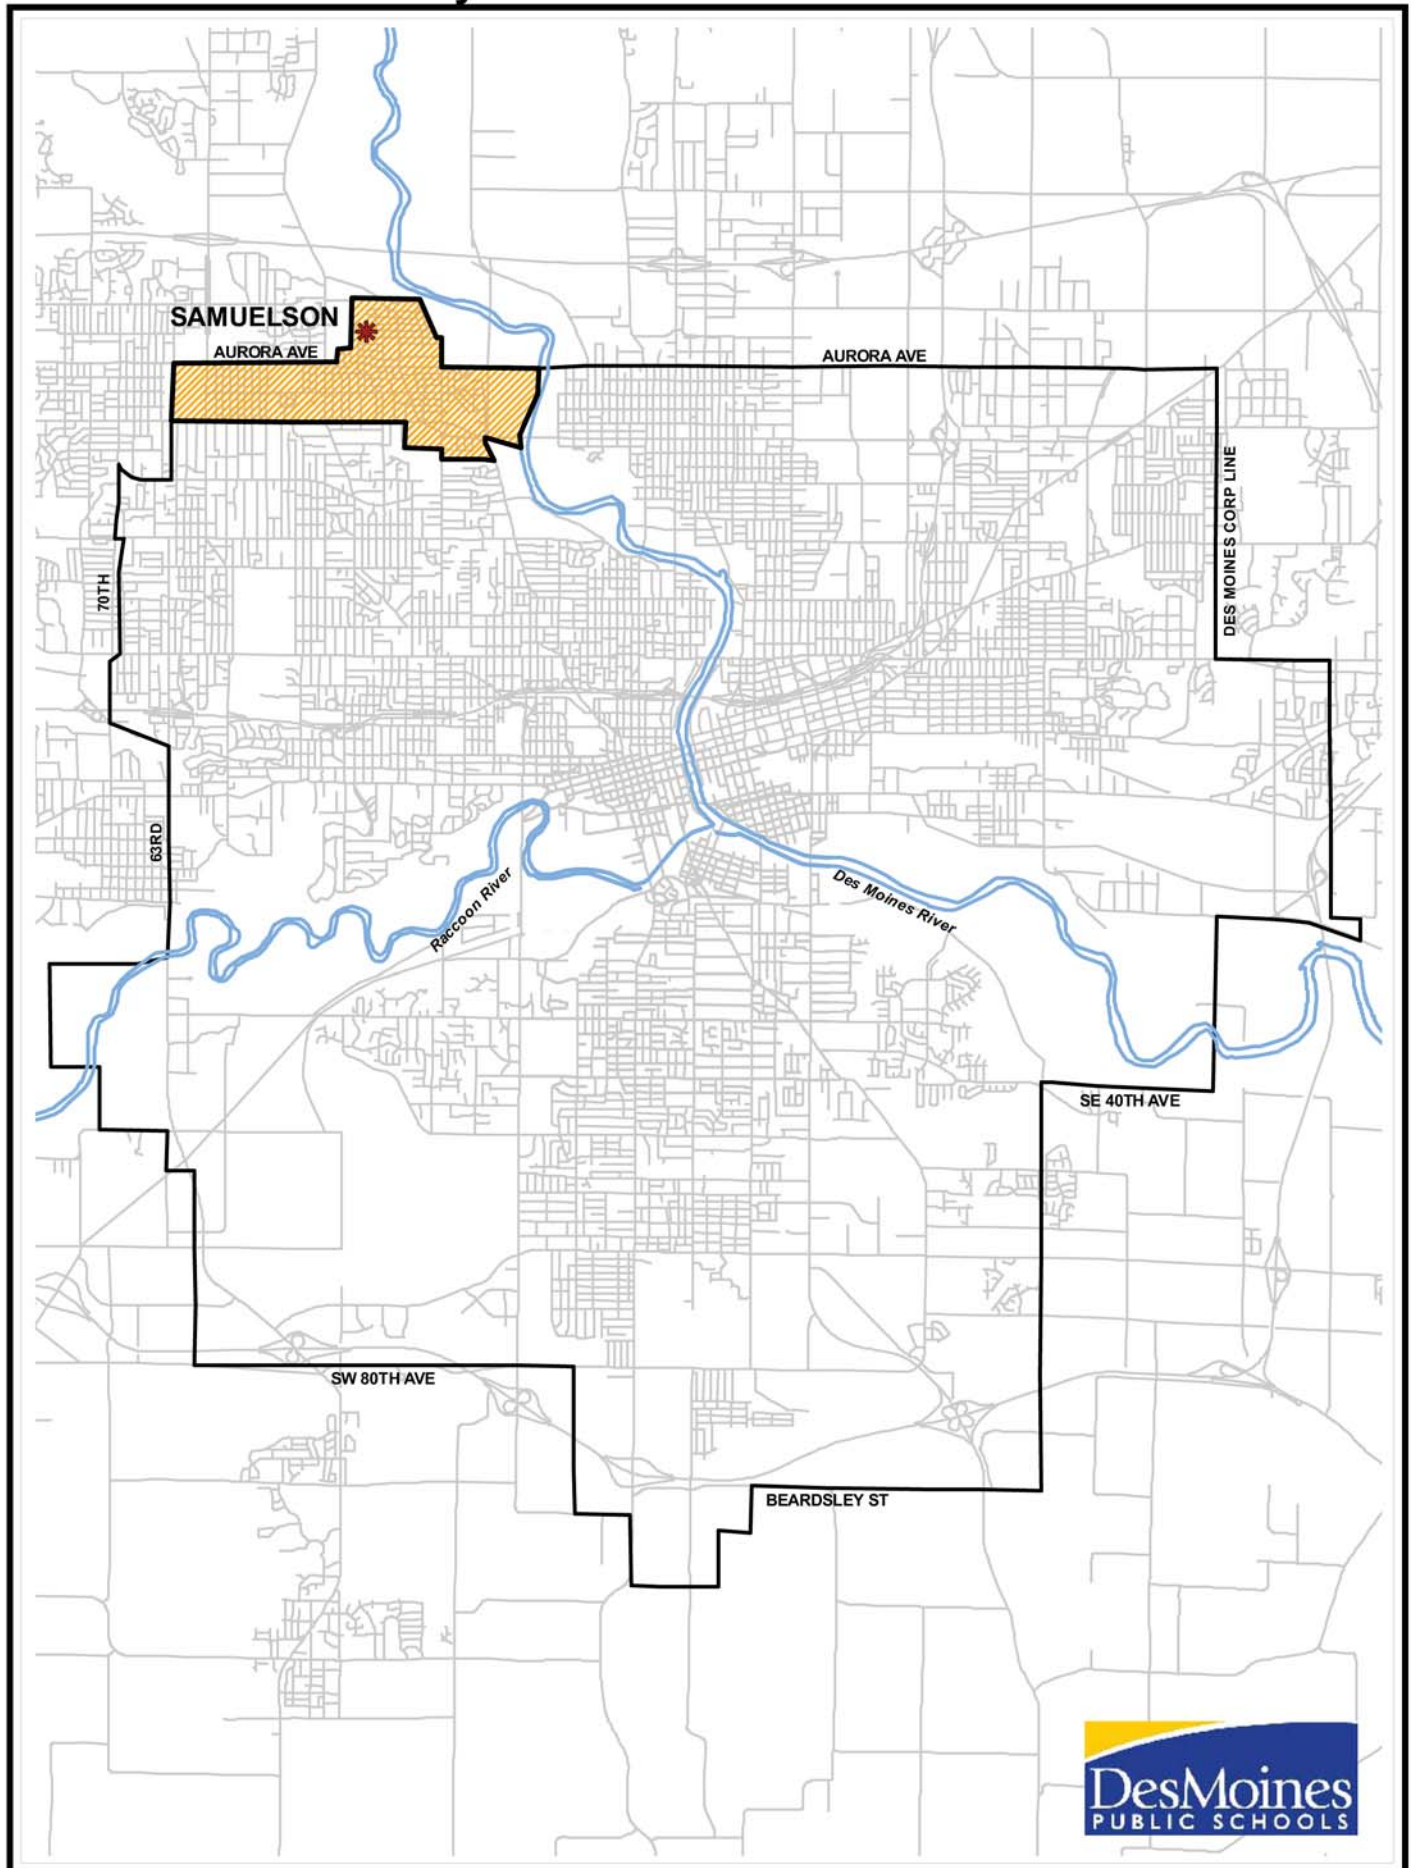 SAMUELSON
AURORA AVE
AURORA AVE
DES MOINES CORP LINE
70TH
63RD
Raccoon River
Des Moines River
SE 40TH AVE
SW 80TH AVE
BEARDSLEY ST
DesMoines
PUBLIC SCHOOLS